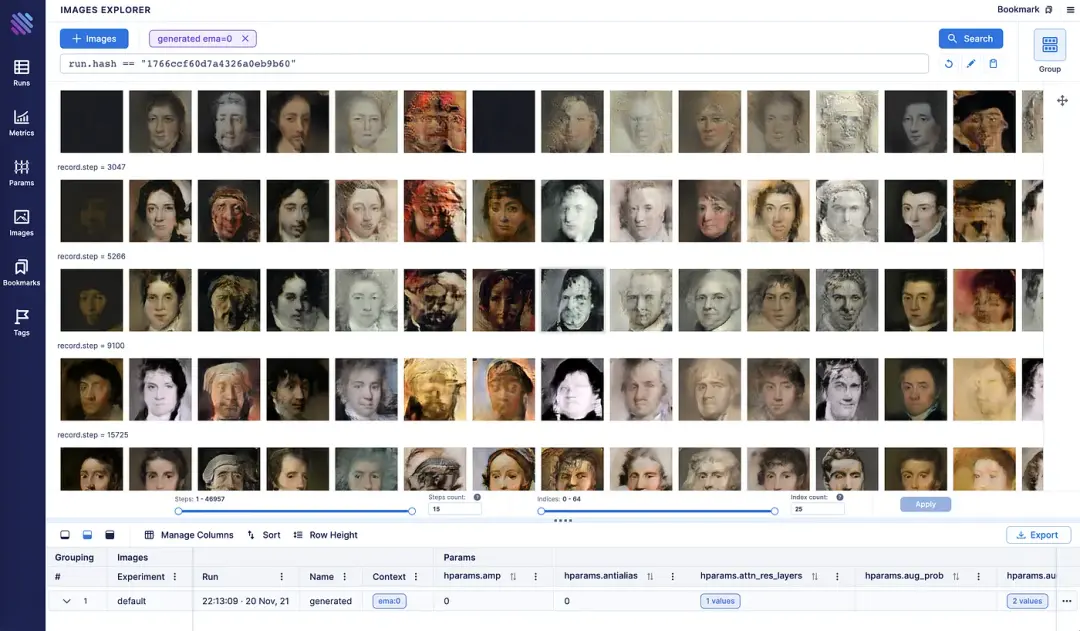 IMAGES EXPLORER
Bookmark
Images
generated ema=0
Search
run.hash == "1766ccf60d7a4326a0eb9b60"
Group
Runs
Metrics
Params
Images
Bookmarks
Tags
record.step = 3047
record.step = 5266
record.step = 9100
record.step = 15725
Steps: 1 - 46957
Steps count:
15
Indices: 0 - 64
Index count:
25
Apply
Manage Columns
Sort
Row Height
Export
Grouping
Images
Params
#
Experiment
Run
Name
Context
hparams.amp
hparams.antialias
hparams.attn_res_layers
hparams.aug_prob
hparams.au
1
default
22:13:09 · 20 Nov, 21
generated
ema:0
0
0
1 values
2 values